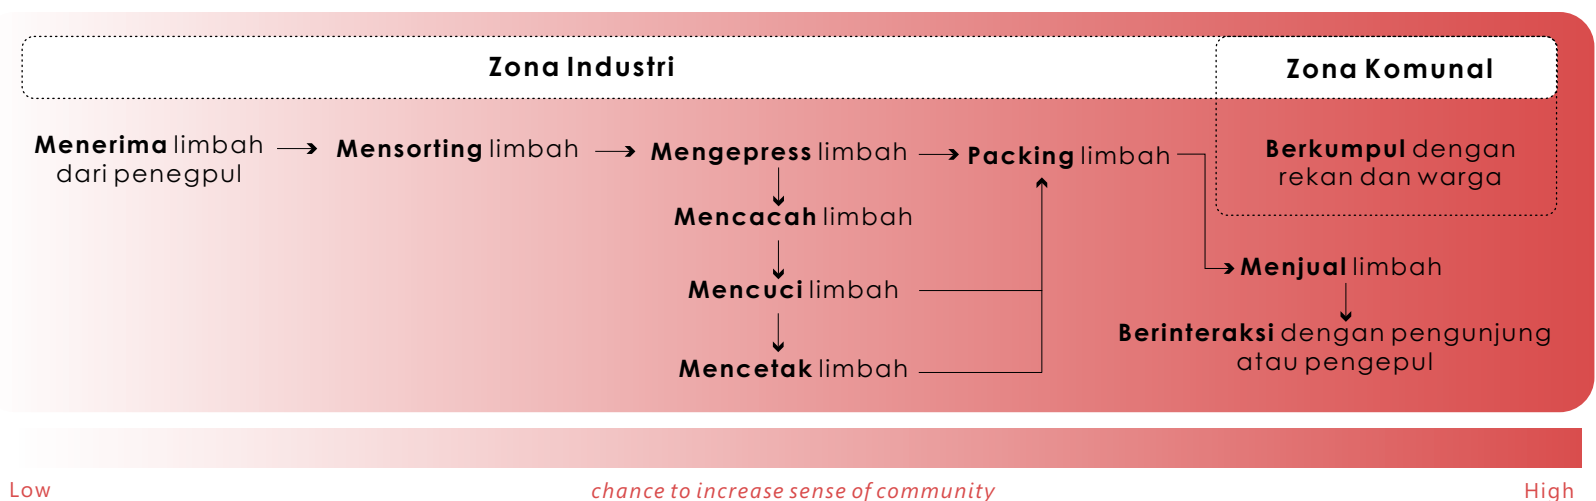 Zona Industri
Zona Komunal
Menerima limbah
dari penegpul
Mensorting limbah
Mengepress limbah
Packing limbah
Berkumpul dengan
rekan dan warga
Mencacah limbah
Mencuci limbah
Mencetak limbah
Menjual limbah
Berinteraksi dengan pengunjung
atau pengepul
Low
chance to increase sense of community
High